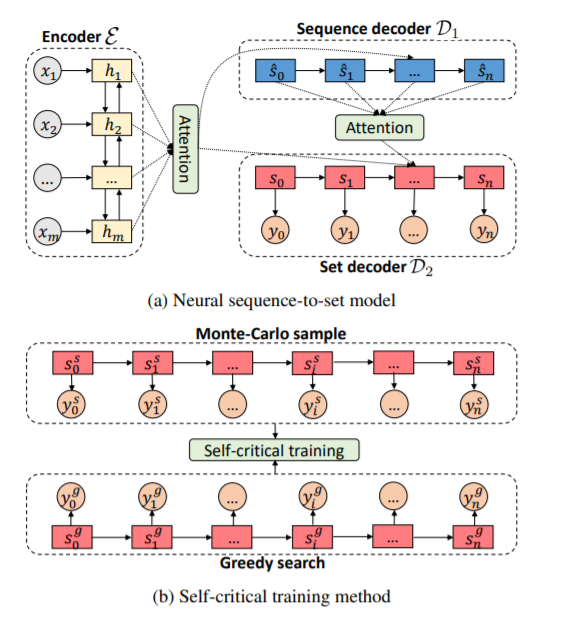 Encoder ℰ
Sequence decoder 𝒟₁
x₁ h₁ ŝ₀ ŝ₁ ... ŝₙ
x₂ h₂ Attention Attention
... ... s₀ s₁ ... sₙ
xₘ hₘ y₀ y₁ ... yₙ
Set decoder 𝒟₂
(a) Neural sequence-to-set model
Monte-Carlo sample
s₀ˢ s₁ˢ ... sᵢˢ ... sₙˢ
y₀ˢ y₁ˢ ... yᵢˢ ... yₙˢ
Self-critical training
y₀ᵍ y₁ᵍ ... yᵢᵍ ... yₙᵍ
s₀ᵍ s₁ᵍ ... sᵢᵍ ... sₙᵍ
Greedy search
(b) Self-critical training method